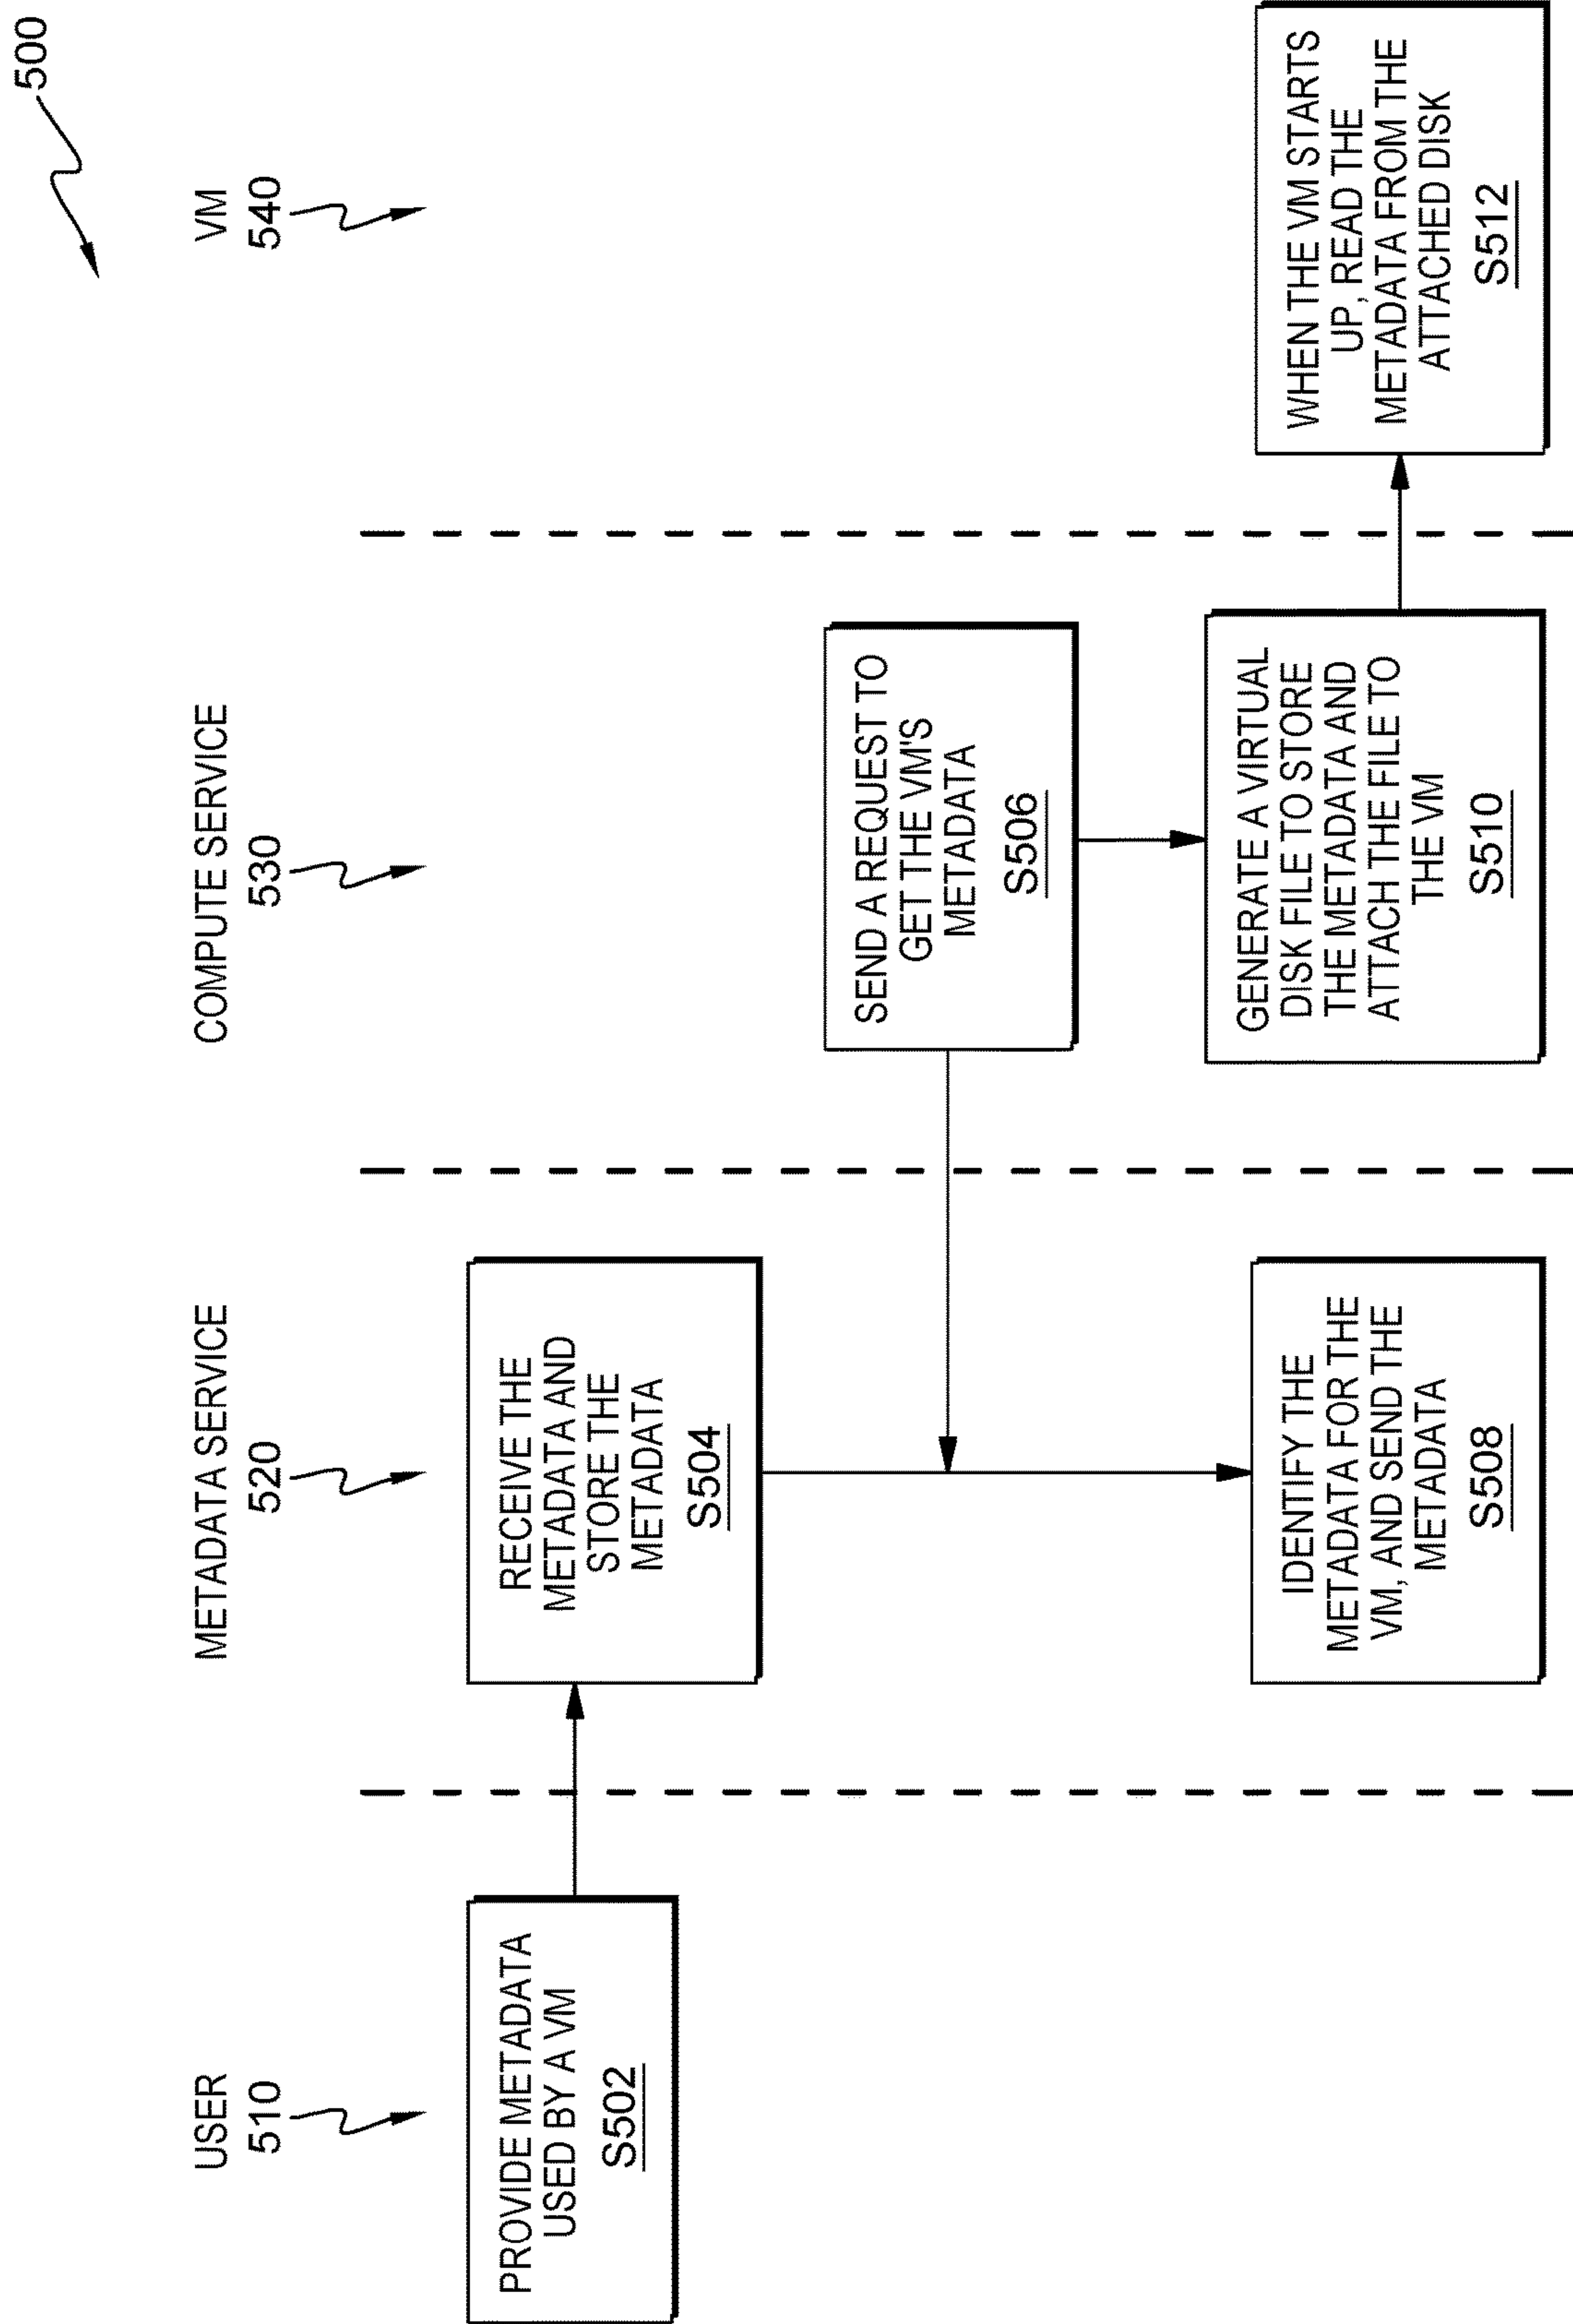 500
USER
510
METADATA SERVICE
520
COMPUTE SERVICE
530
VM
540
PROVIDE METADATA
USED BY A VM
S502
RECEIVE THE
METADATA AND
STORE THE
METADATA
S504
SEND A REQUEST TO
GET THE VM'S
METADATA
S506
IDENTIFY THE
METADATA FOR THE
VM, AND SEND THE
METADATA
S508
GENERATE A VIRTUAL
DISK FILE TO STORE
THE METADATA AND
ATTACH THE FILE TO
THE VM
S510
WHEN THE VM STARTS
UP, READ THE
METADATA FROM THE
ATTACHED DISK
S512